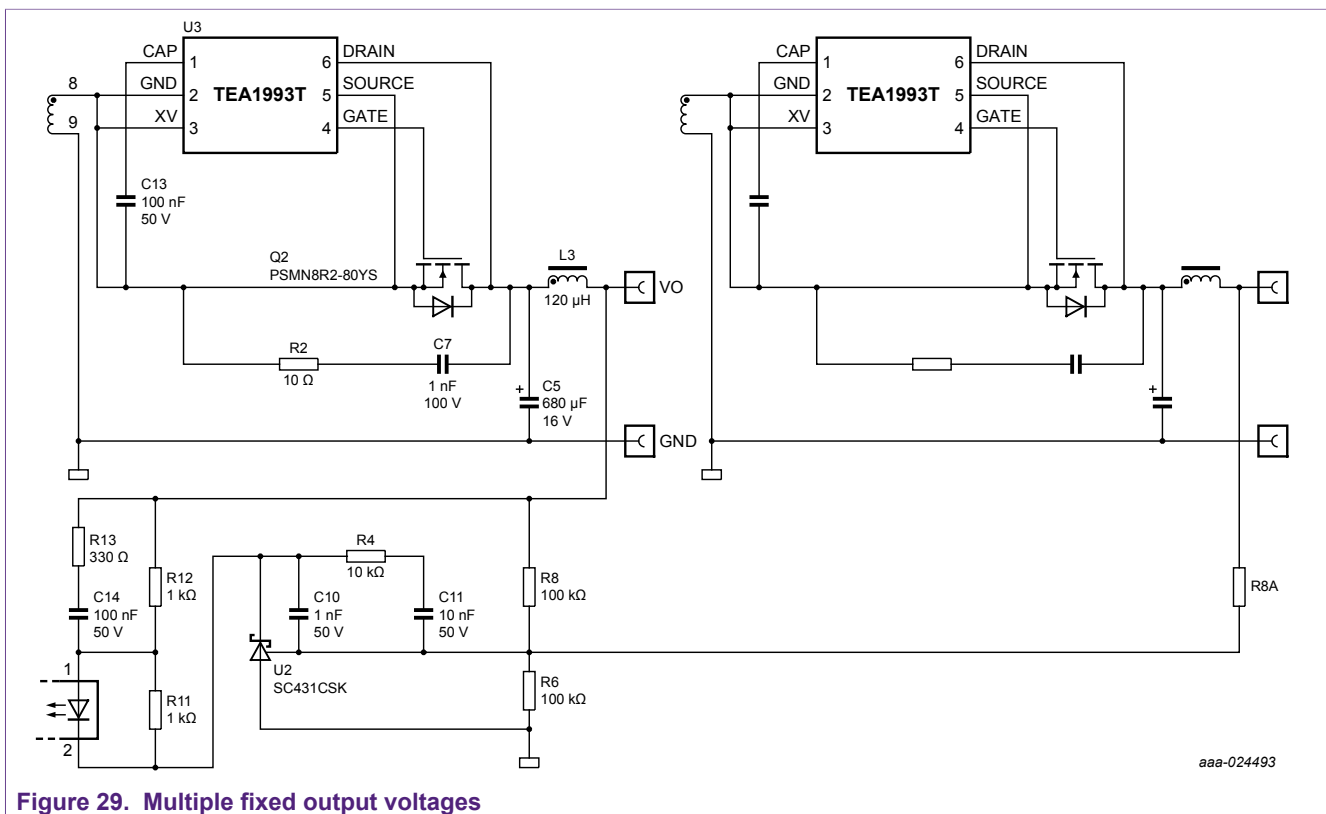 U3
CAP
1
6
DRAIN
8
GND
2
TEA1993T
5
SOURCE
9
XV
3
4
GATE
C13
100 nF
50 V
Q2
PSMN8R2-80YS
L3
120 µH
VO
R2
10 Ω
C7
1 nF
100 V
+
C5
680 µF
16 V
GND
CAP
1
6
DRAIN
GND
2
TEA1993T
5
SOURCE
XV
3
4
GATE
+
R13
330 Ω
R12
1 kΩ
C14
100 nF
50 V
R4
10 kΩ
C10
1 nF
50 V
C11
10 nF
50 V
R8
100 kΩ
R8A
1
2
R11
1 kΩ
U2
SC431CSK
R6
100 kΩ
aaa-024493
Figure 29. Multiple fixed output voltages